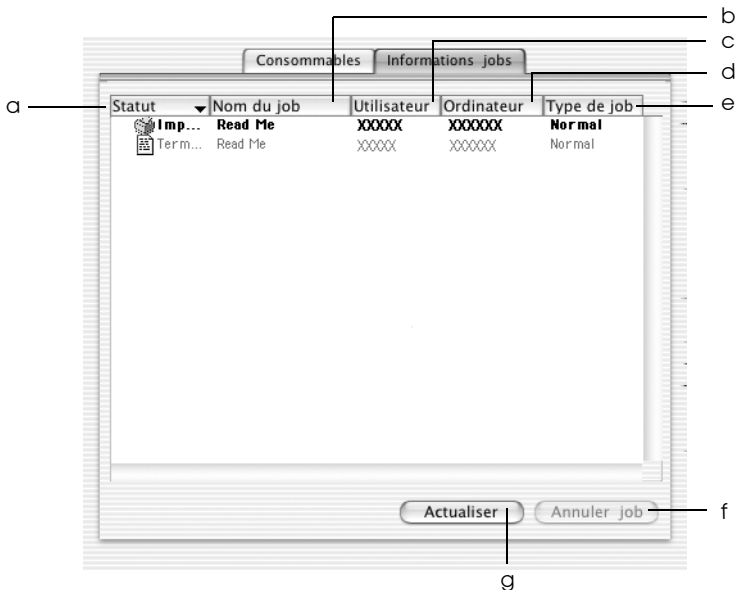 b
c
Consommables Informations jobs
d
a Statut Nom du job Utilisateur Ordinateur Type de job e
Imp... Read Me XXXXX XXXXXX Normal
Term... Read Me XXXXX XXXXXX Normal
Actualiser Annuler job f
g